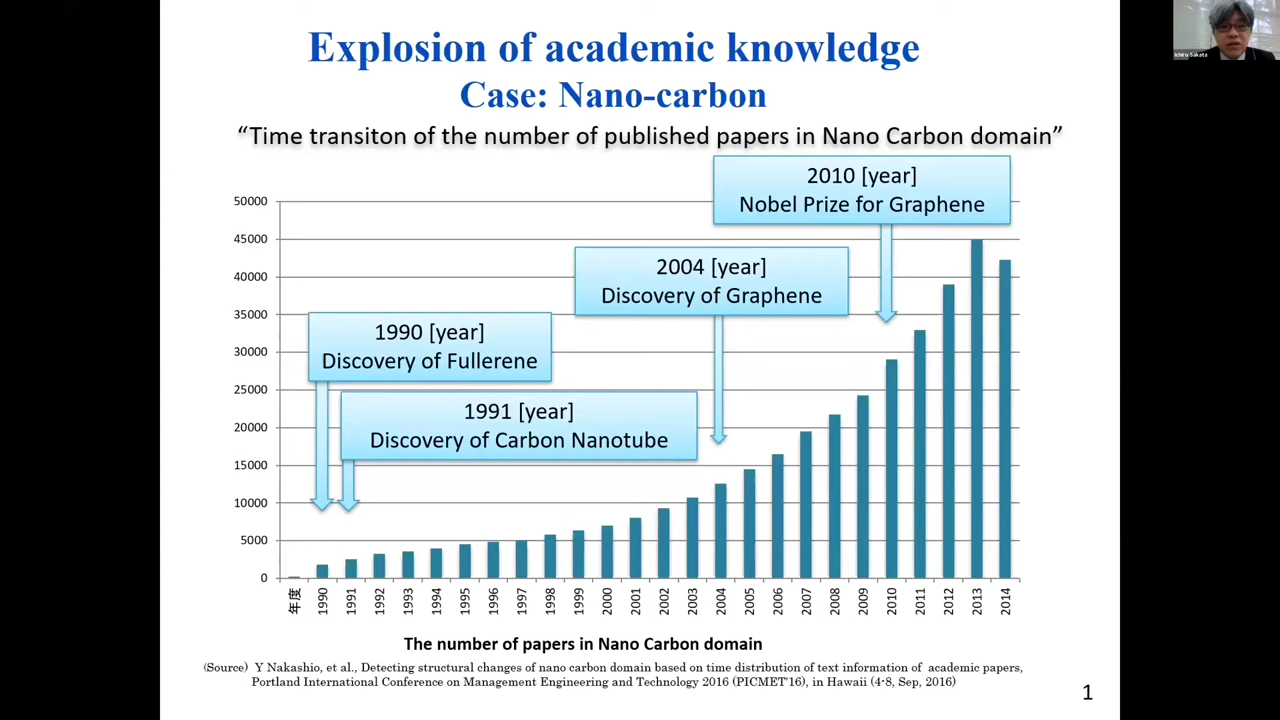 Explosion of academic knowledge
Case: Nano-carbon
“Time transiton of the number of published papers in Nano Carbon domain”
Ichiro Sakata
2010 [year]
Nobel Prize for Graphene
2004 [year]
Discovery of Graphene
1990 [year]
Discovery of Fullerene
1991 [year]
Discovery of Carbon Nanotube
50000
45000
40000
35000
30000
25000
20000
15000
10000
5000
0
年度 1990 1991 1992 1993 1994 1995 1996 1997 1998 1999 2000 2001 2002 2003 2004 2005 2006 2007 2008 2009 2010 2011 2012 2013 2014
The number of papers in Nano Carbon domain
(Source) Y Nakashio, et al., Detecting structural changes of nano carbon domain based on time distribution of text information of academic papers,
Portland International Conference on Management Engineering and Technology 2016 (PICMET'16), in Hawaii (4-8, Sep, 2016)
1